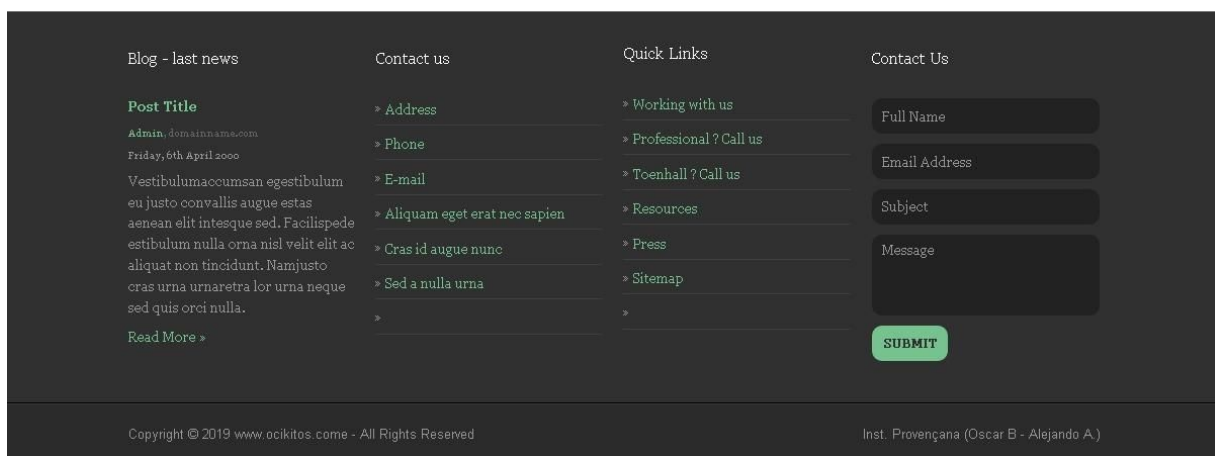 Blog - last news
Post Title
Admin, domainname.com
Friday, 6th April 2000
Vestibulumaccumsan egestibulum
eu justo convallis augue estas
aenean elit intesque sed. Facilispede
estibulum nulla orna nisl velit elit ac
aliquat non tincidunt. Namjusto
cras urna urnaretra lor urna neque
sed quis orci nulla.
Read More »
Contact us
» Address
» Phone
» E-mail
» Aliquam eget erat nec sapien
» Cras id augue nunc
» Sed a nulla urna
»
Quick Links
» Working with us
» Professional ? Call us
» Toenhall ? Call us
» Resources
» Press
» Sitemap
»
Contact Us
Full Name
Email Address
Subject
Message
SUBMIT
Copyright © 2019 www.ocikitos.come - All Rights Reserved
Inst. Provençana (Oscar B - Alejando A.)